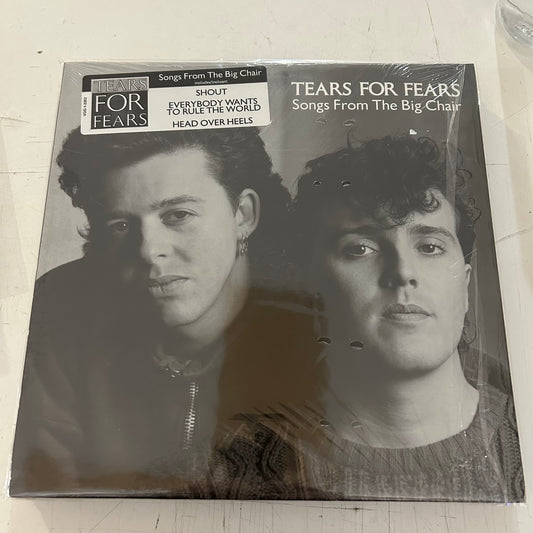 TEARS
FOR
FEARS
Songs From The Big Chair
SHOUT
EVERYBODY WANTS
TO RULE THE WORLD
HEAD OVER HEELS
TEARS FOR FEARS
Songs From The Big Chair